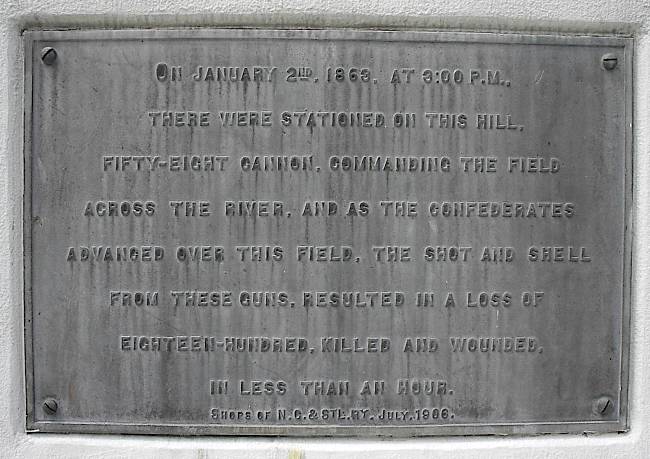 ON JANUARY 2ND, 1863, AT 3:00 P.M.,
THERE WERE STATIONED ON THIS HILL,
FIFTY-EIGHT CANNON, COMMANDING THE FIELD
ACROSS THE RIVER, AND AS THE CONFEDERATES
ADVANCED OVER THIS FIELD, THE SHOT AND SHELL
FROM THESE GUNS, RESULTED IN A LOSS OF
EIGHTEEN-HUNDRED, KILLED AND WOUNDED,
IN LESS THAN AN HOUR.
SHOPS OF N.C. & STL. RY. JULY, 1906.